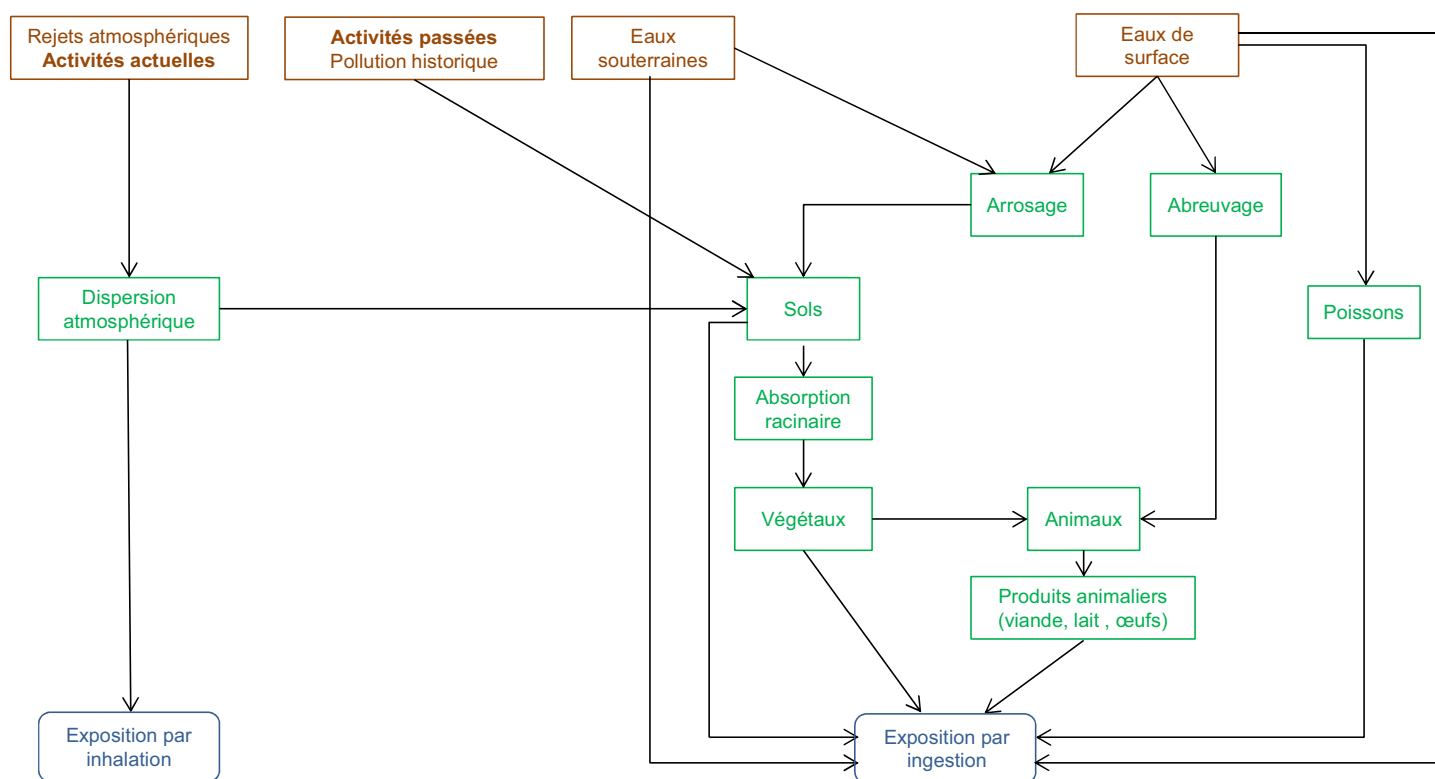 Rejets atmosphériques
Activités actuelles
Activités passées
Pollution historique
Eaux
souterraines
Eaux de
surface
Arrosage
Abreuvage
Dispersion
atmosphérique
Sols
Poissons
Absorption
racinaire
Végétaux
Animaux
Produits animaliers
(viande, lait , œufs)
Exposition par
inhalation
Exposition par
ingestion